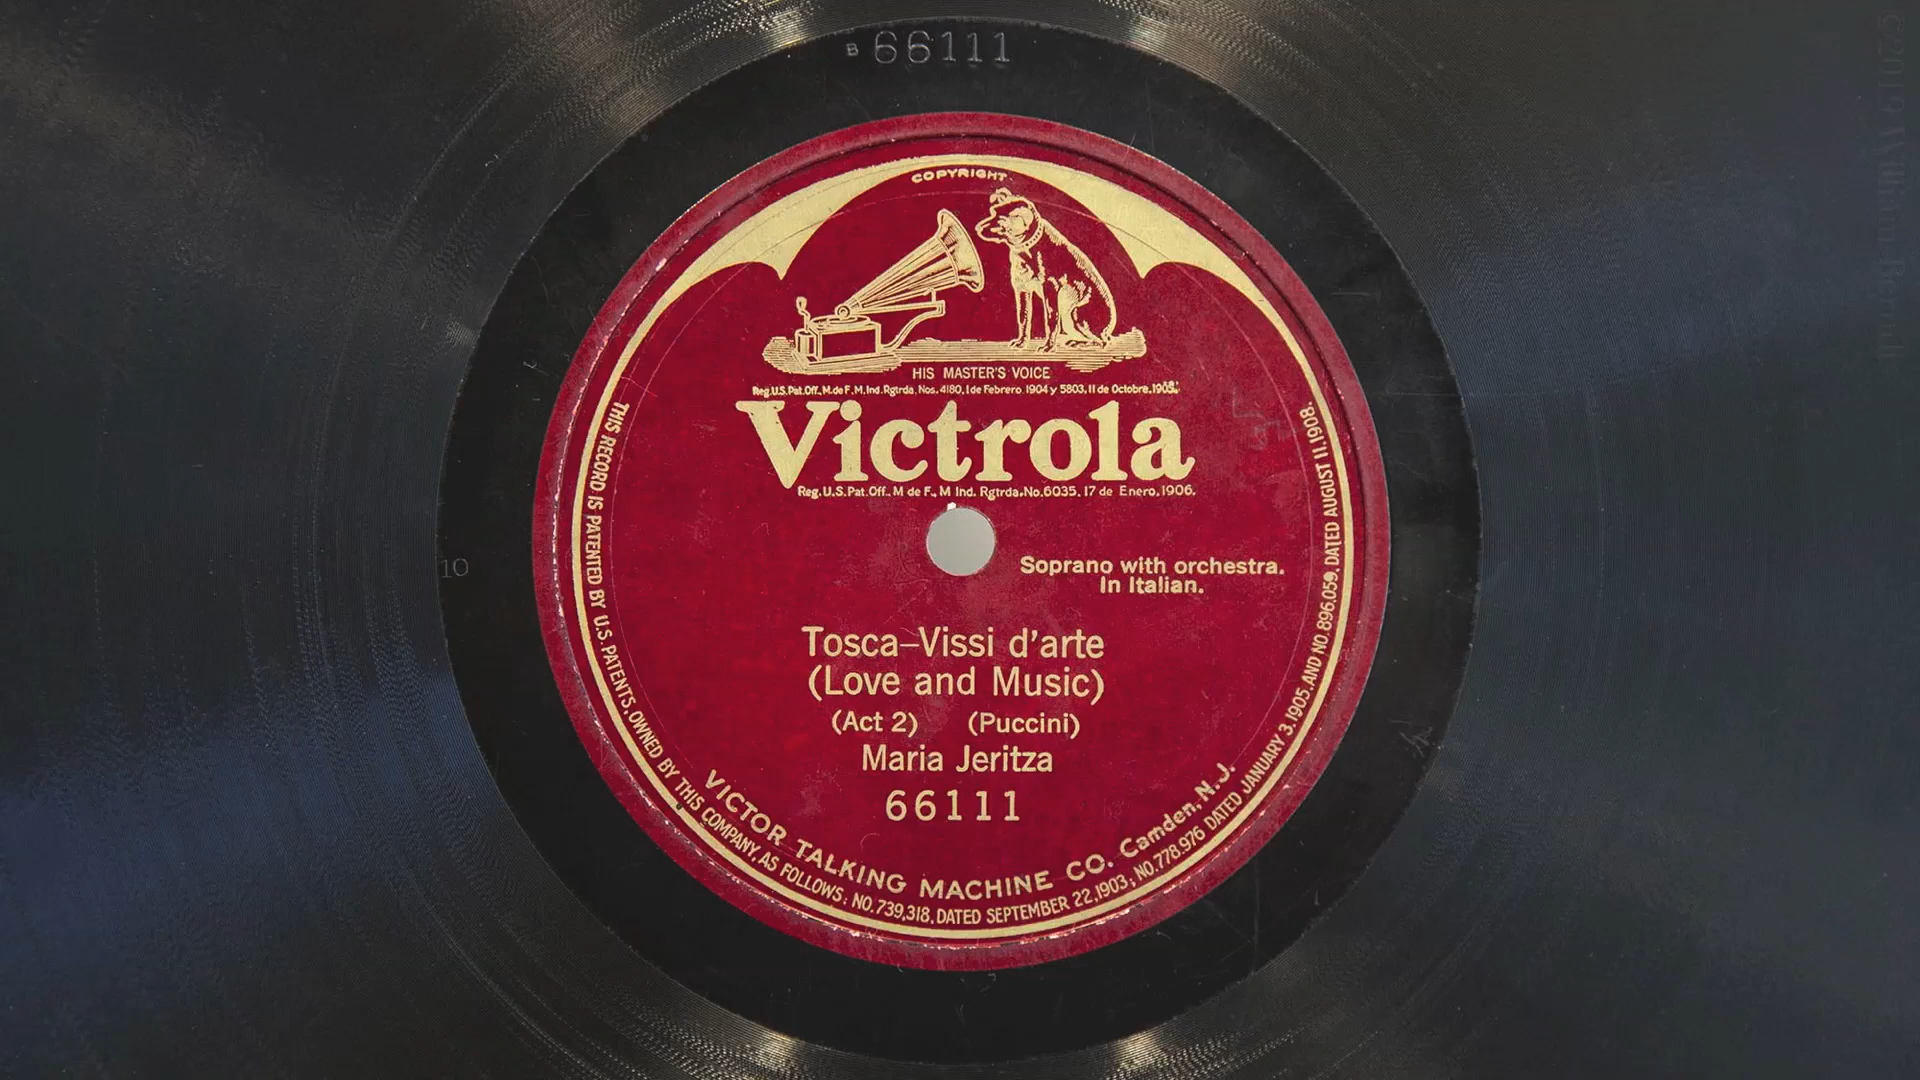 B 66111
COPYRIGHT
HIS MASTER'S VOICE
Reg.U.S.Pat.Off., M.de F., M.Ind. Rgtrda. Nos. 4180, 1 de Febrero 1904 y 5803, 11 de Octubre, 1905.
Victrola
Reg.U.S.Pat.Off. M de F., M Ind. Rgtrda. No. 6035. 17 de Enero, 1906.
10
Soprano with orchestra.
In Italian.
Tosca–Vissi d'arte
(Love and Music)
(Act 2) (Puccini)
Maria Jeritza
66111
VICTOR TALKING MACHINE CO. Camden, N.J.
THIS RECORD IS PATENTED BY U.S. PATENTS, OWNED BY THIS COMPANY, AS FOLLOWS: NO. 739,318, DATED SEPTEMBER 22, 1903; NO. 778,976 DATED JANUARY 3, 1905, AND NO. 896,059, DATED AUGUST 11, 1908.